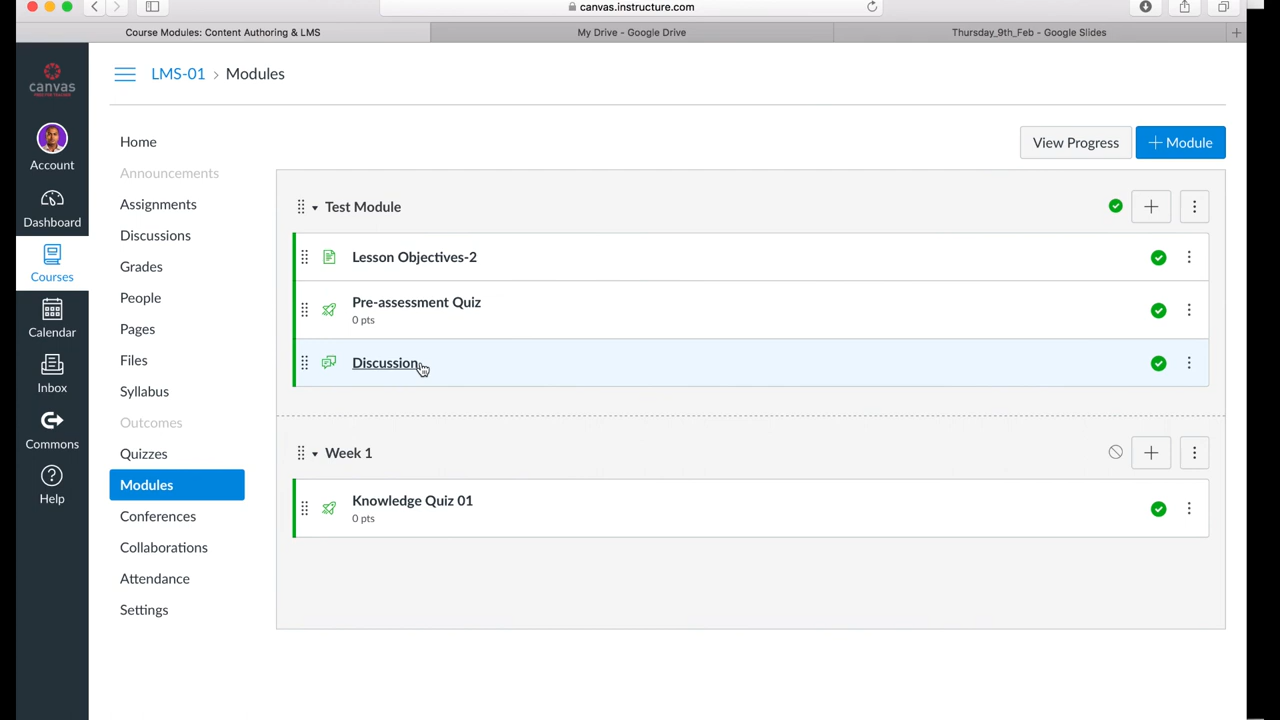 canvas.instructure.com
Course Modules: Content Authoring & LMS
My Drive - Google Drive
Thursday_9th_Feb - Google Slides
canvas
LMS-01 > Modules
Account
Dashboard
Courses
Calendar
Inbox
Commons
Help
Home
Announcements
Assignments
Discussions
Grades
People
Pages
Files
Syllabus
Outcomes
Quizzes
Modules
Conferences
Collaborations
Attendance
Settings
View Progress
+ Module
Test Module
Lesson Objectives-2
Pre-assessment Quiz
0 pts
Discussion
Week 1
Knowledge Quiz 01
0 pts